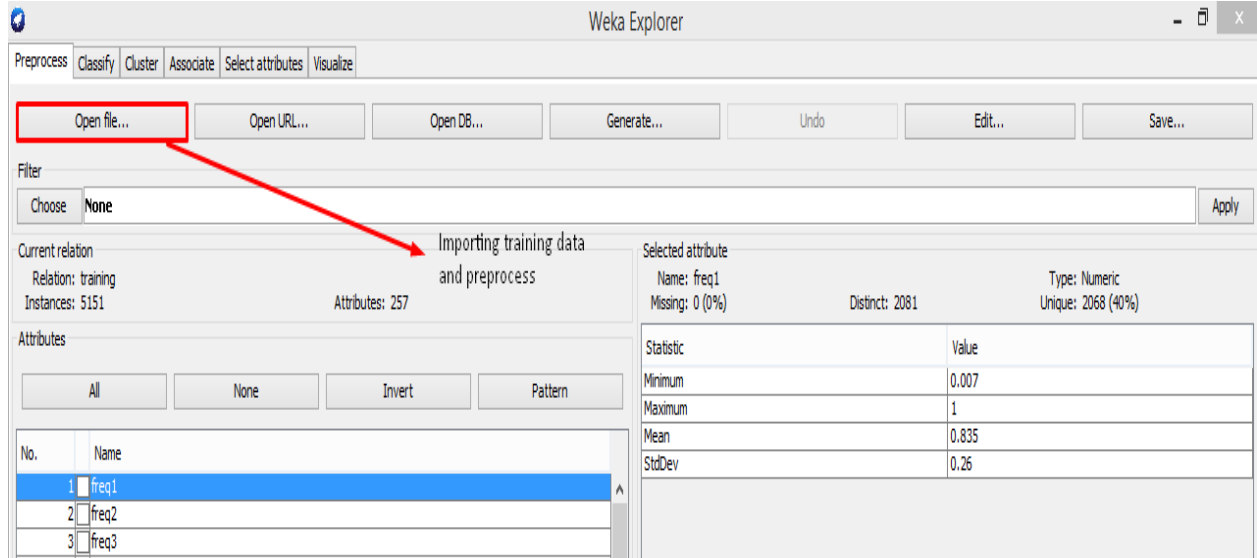 Weka Explorer
Preprocess Classify Cluster Associate Select attributes Visualize
Open file... Open URL... Open DB... Generate... Undo Edit... Save...
Filter
Choose None Apply
Importing training data
and preprocess
Current relation
Relation: training
Instances: 5151 Attributes: 257
Selected attribute
Name: freq1 Type: Numeric
Missing: 0 (0%) Distinct: 2081 Unique: 2068 (40%)
Attributes
All None Invert Pattern
No. Name
1 freq1
2 freq2
3 freq3
Statistic Value
Minimum 0.007
Maximum 1
Mean 0.835
StdDev 0.26